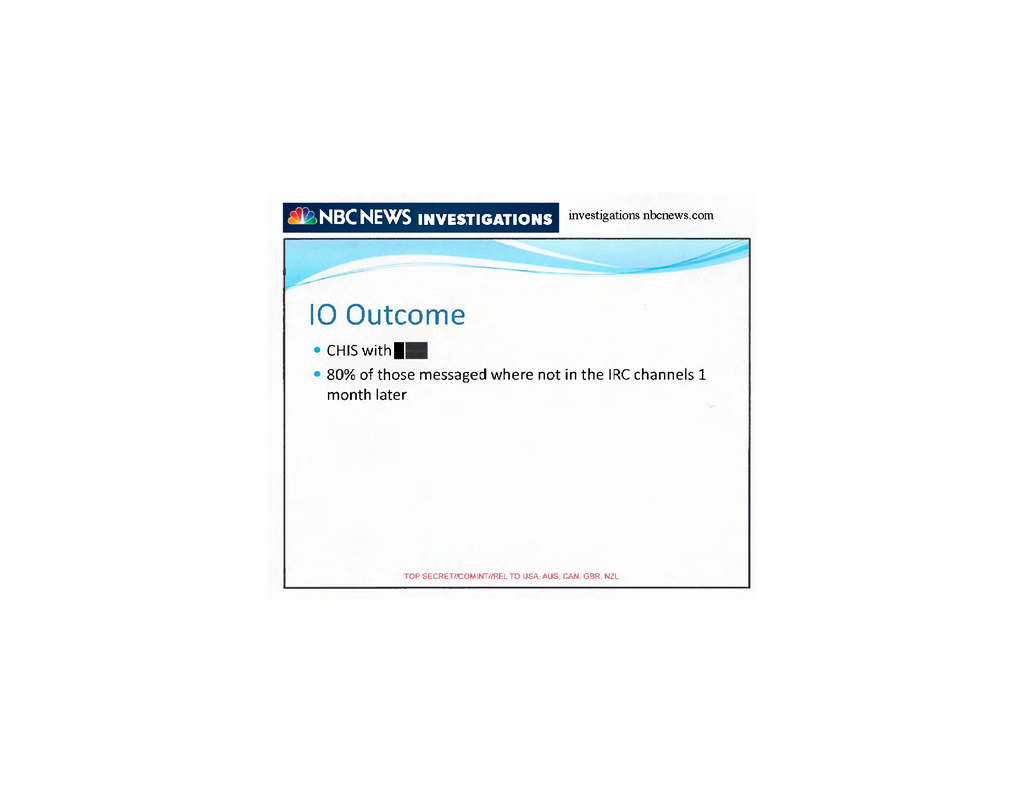 NBC NEWS INVESTIGATIONS investigations nbcnews.com
IO Outcome
• CHIS with
• 80% of those messaged where not in the IRC channels 1
month later
TOP SECRET//COMINT//REL TO USA, AUS, CAN, GBR, NZL